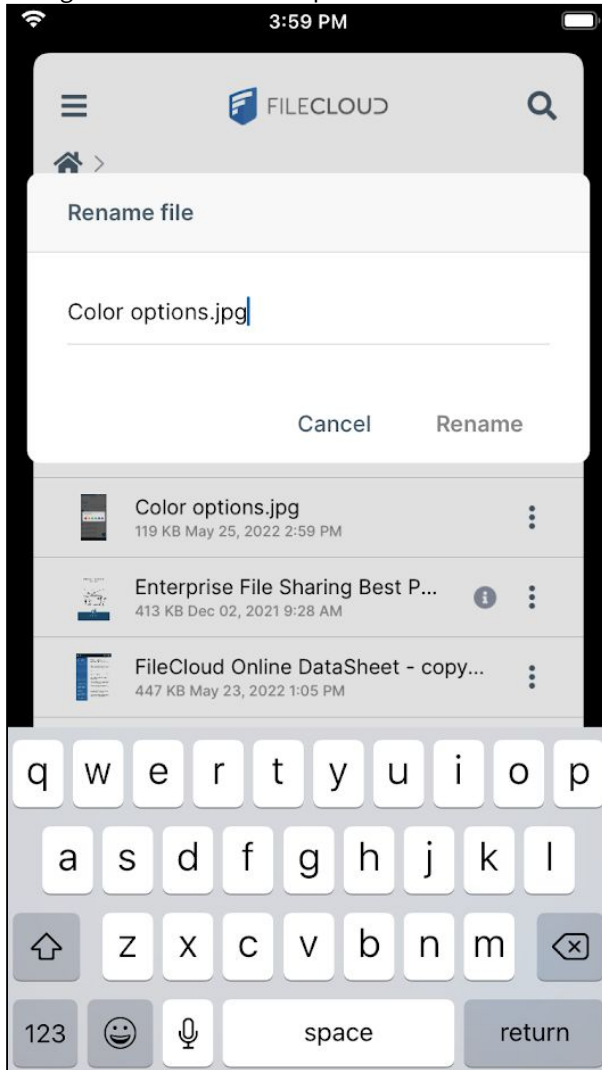 3:59 PM
FILECLOUD
Rename file
Color options.jpg
Cancel Rename
Color options.jpg
119 KB May 25, 2022 2:59 PM
Enterprise File Sharing Best P...
413 KB Dec 02, 2021 9:28 AM
FileCloud Online DataSheet - copy...
447 KB May 23, 2022 1:05 PM
q w e r t y u i o p
a s d f g h j k l
z x c v b n m
123 space return